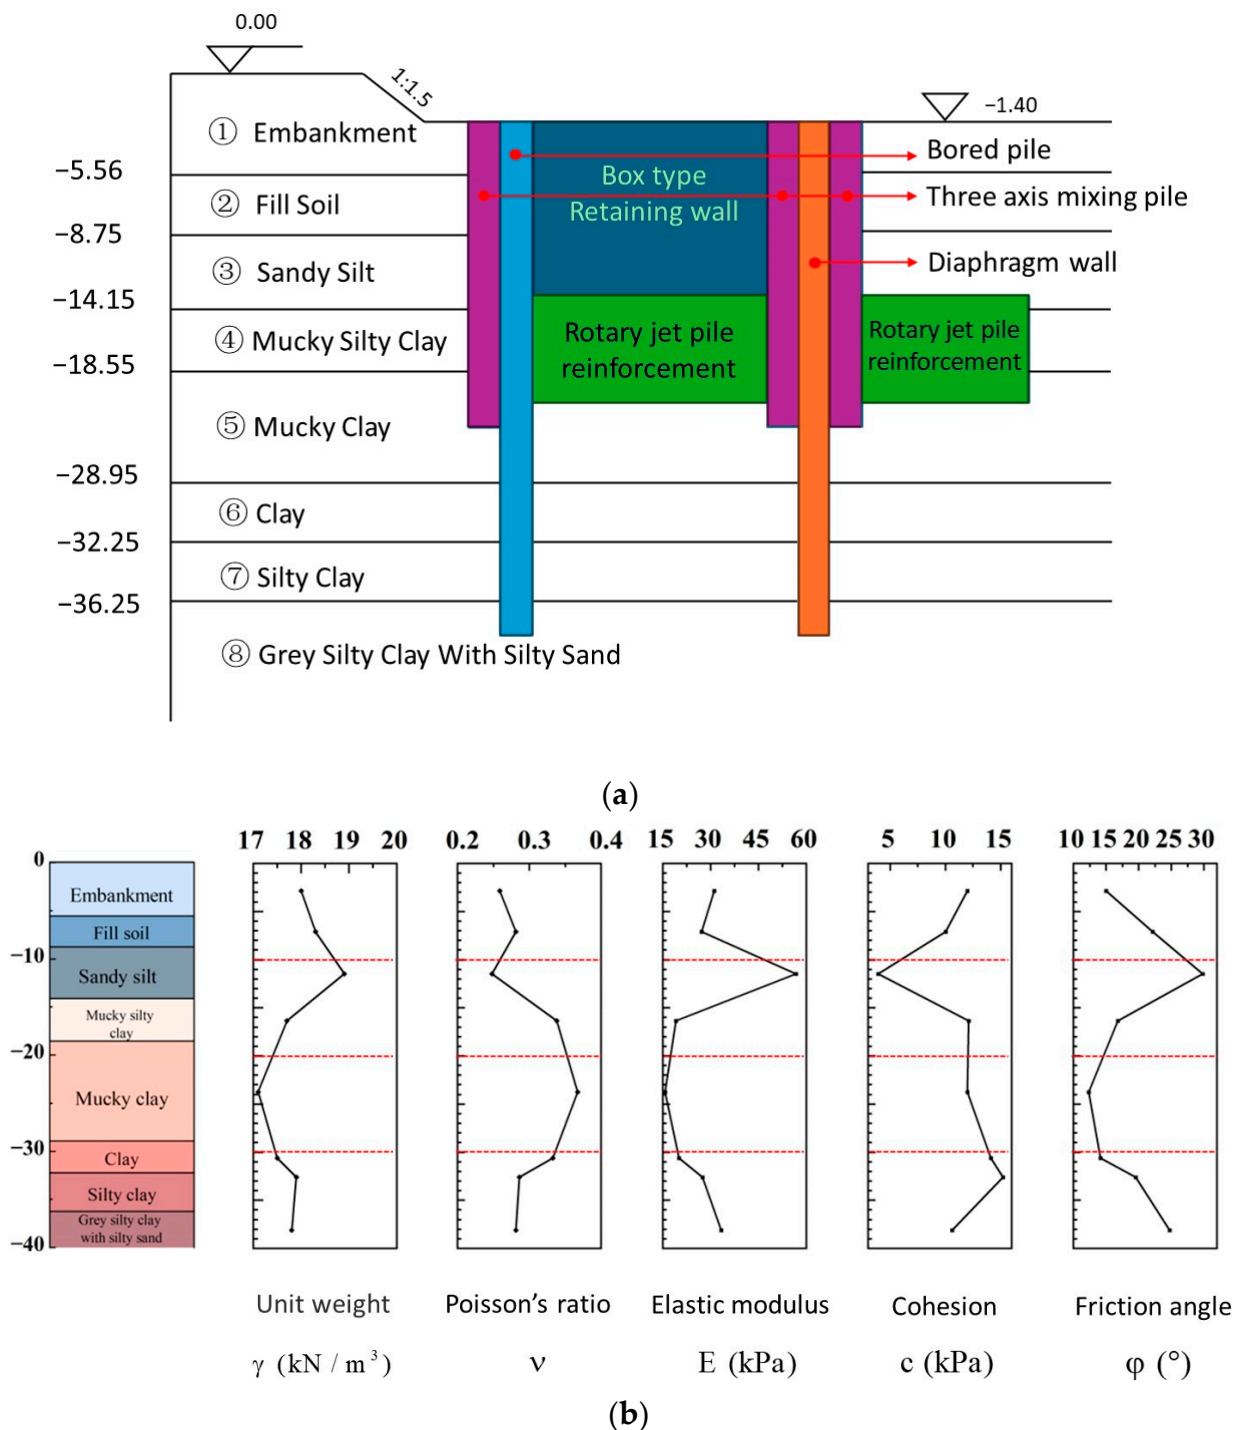 0.00
1:1.5
−1.40
① Embankment
Bored pile
−5.56
Box type
Retaining wall
Three axis mixing pile
② Fill Soil
−8.75
③ Sandy Silt
Diaphragm wall
−14.15
④ Mucky Silty Clay
Rotary jet pile
reinforcement
Rotary jet pile
reinforcement
−18.55
⑤ Mucky Clay
−28.95
⑥ Clay
−32.25
⑦ Silty Clay
−36.25
⑧ Grey Silty Clay With Silty Sand
(a)
17 18 19 20
0.2 0.3 0.4
15 30 45 60
5 10 15
10 15 20 25 30
0
Embankment
Fill soil
−10
Sandy silt
Mucky silty
clay
−20
Mucky clay
−30
Clay
Silty clay
Grey silty clay
with silty sand
−40
Unit weight
γ (kN / m³)
Poisson’s ratio
ν
Elastic modulus
E (kPa)
Cohesion
c (kPa)
Friction angle
φ (°)
(b)